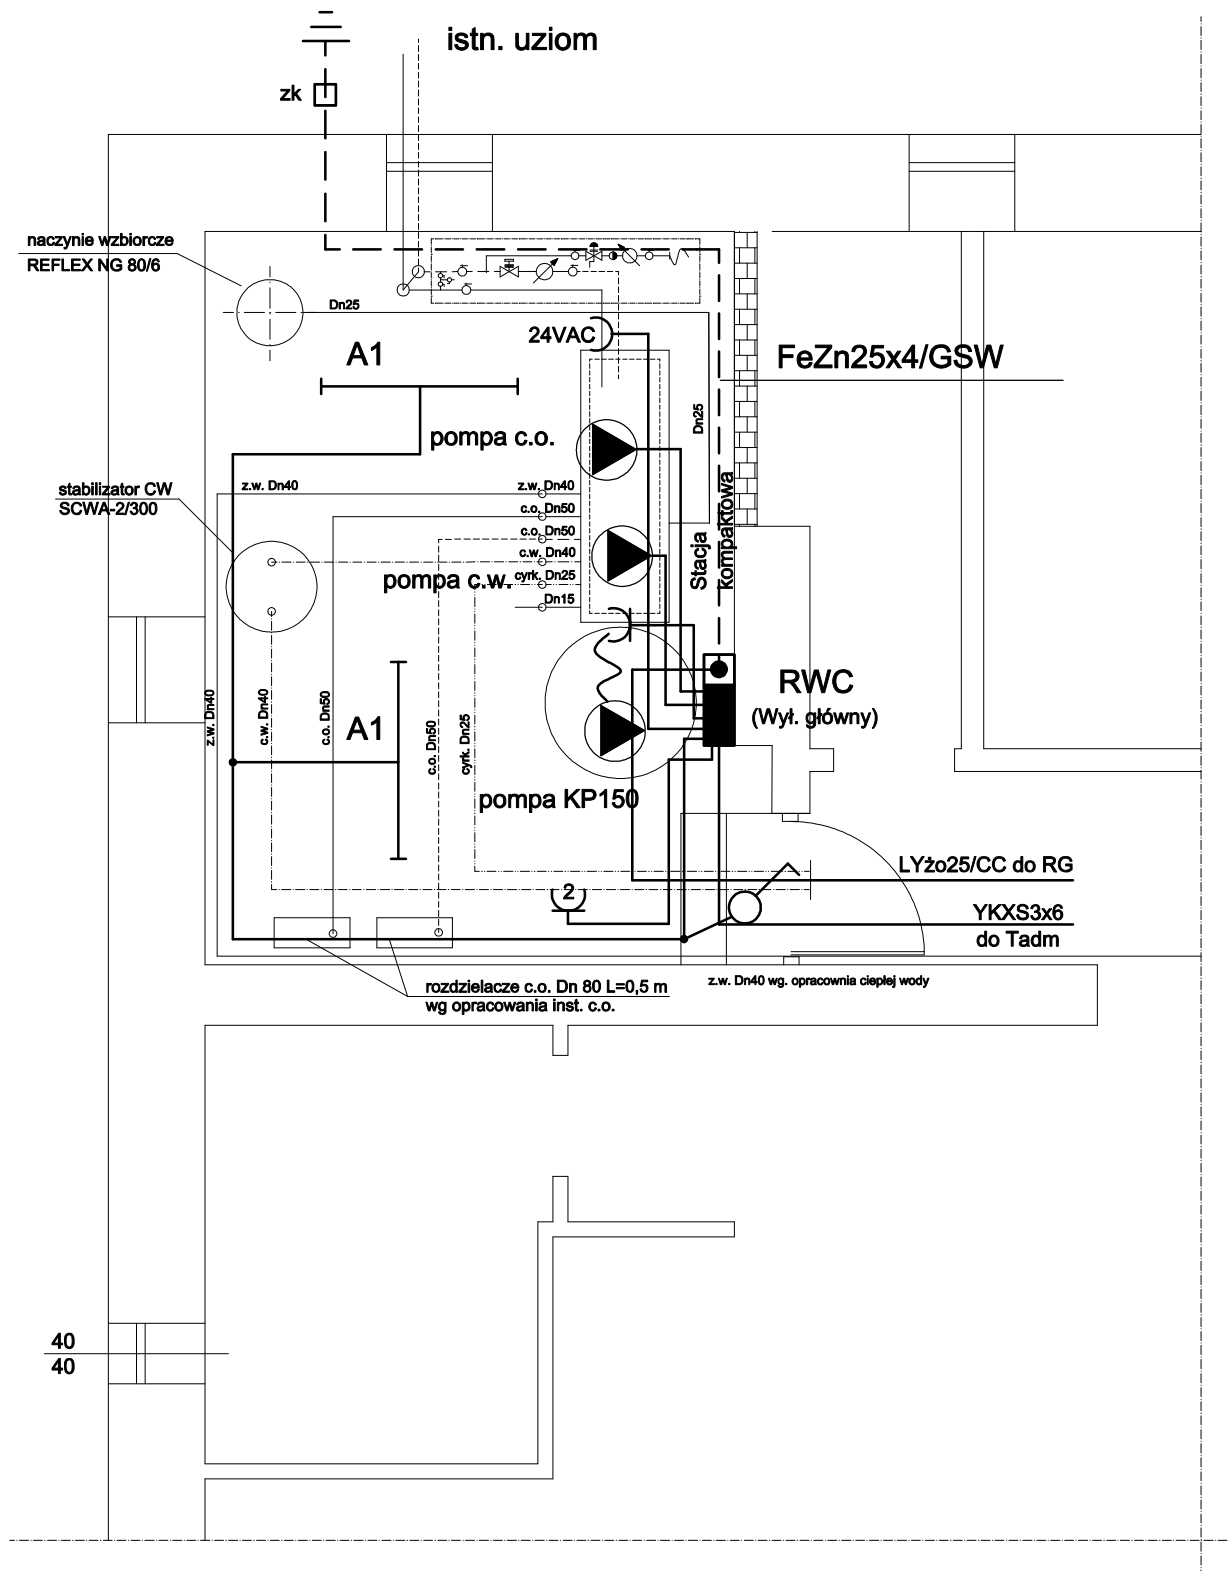 istn. uziom
zk
naczynie wzbiorcze
REFLEX NG 80/6
Dn25
24VAC
A1
FeZn25x4/GSW
Dn25
pompa c.o.
stabilizator CW
SCWA-2/300
z.w. Dn40
z.w. Dn40
c.o. Dn50
c.o. Dn50
c.w. Dn40
pompa c.w.
cyrk. Dn25
Dn15
Stacja
kompaktowa
RWC
(Wył. główny)
z.w. Dn40
c.w. Dn40
c.o. Dn50
A1
c.o. Dn50
cyrk. Dn25
pompa KP150
LYżo25/CC do RG
2
YKXS3x6
do Tadm
rozdzielacze c.o. Dn 80 L=0,5 m
wg opracowania inst. c.o.
z.w. Dn40 wg. opracownia ciepłej wody
40
40